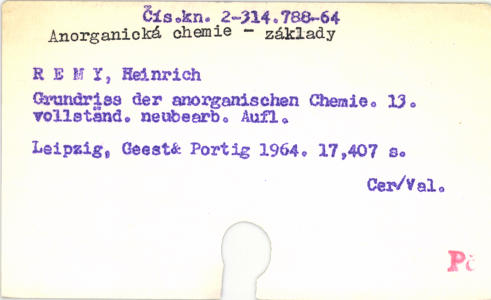 Čís.kn. 2-314.788-64
Anorganická chemie - základy
R E M Y, Heinrich
Grundriss der anorganischen Chemie. 13.
vollständ. neubearb. Aufl.
Leipzig, Geest& Portig 1964. 17,407 s.
Cer/Val.
Pč